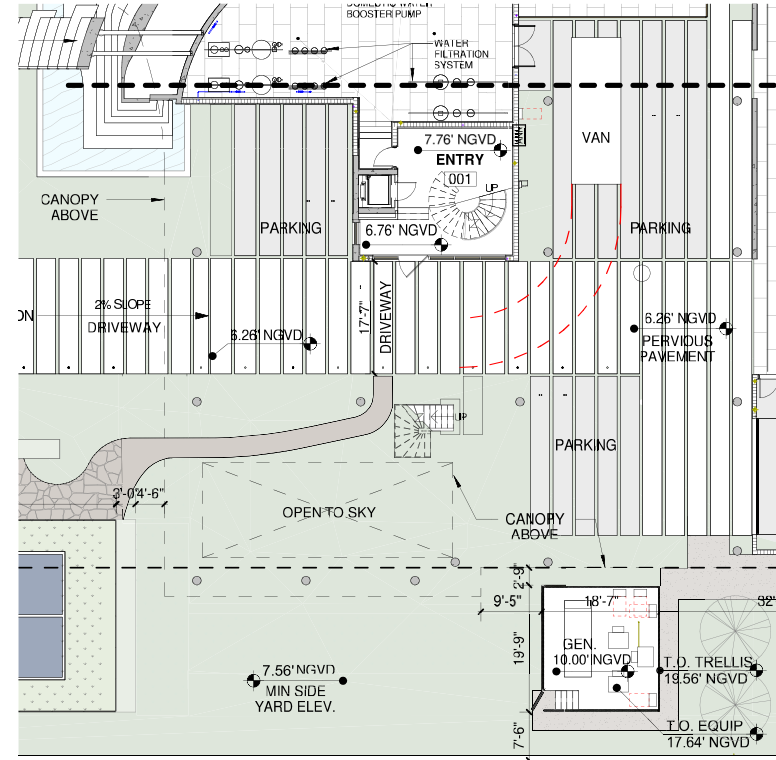 BOOSTER PUMP
WATER
FILTRATION
SYSTEM
7.76' NGVD
ENTRY
001
UP
VAN
CANOPY
ABOVE
PARKING
6.76' NGVD
PARKING
ON
2% SLOPE
DRIVEWAY
6.26' NGVD
17'-7"
DRIVEWAY
6.26' NGVD
PERVIOUS
PAVEMENT
UP
PARKING
4'-6"
OPEN TO SKY
CANOPY
ABOVE
2'-9"
9'-5"
18'-7"
32'
19'-9"
GEN.
10.00' NGVD
7.56' NGVD
MIN SIDE
YARD ELEV.
T.O. TRELLIS
19.56' NGVD
T.O. EQUIP
17.64' NGVD
7'-6"